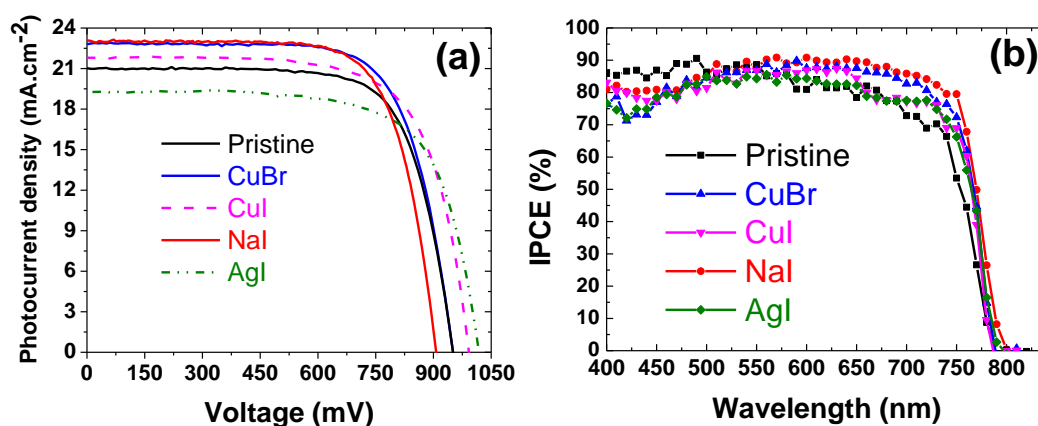 24
21
18
15
12
9
6
3
0
Photocurrent density (mA.cm-2)
(a)
Pristine
CuBr
CuI
NaI
AgI
0 150 300 450 600 750 900 1050
Voltage (mV)
100
90
80
70
60
50
40
30
20
10
0
IPCE (%)
(b)
Pristine
CuBr
CuI
NaI
AgI
400 450 500 550 600 650 700 750 800
Wavelength (nm)